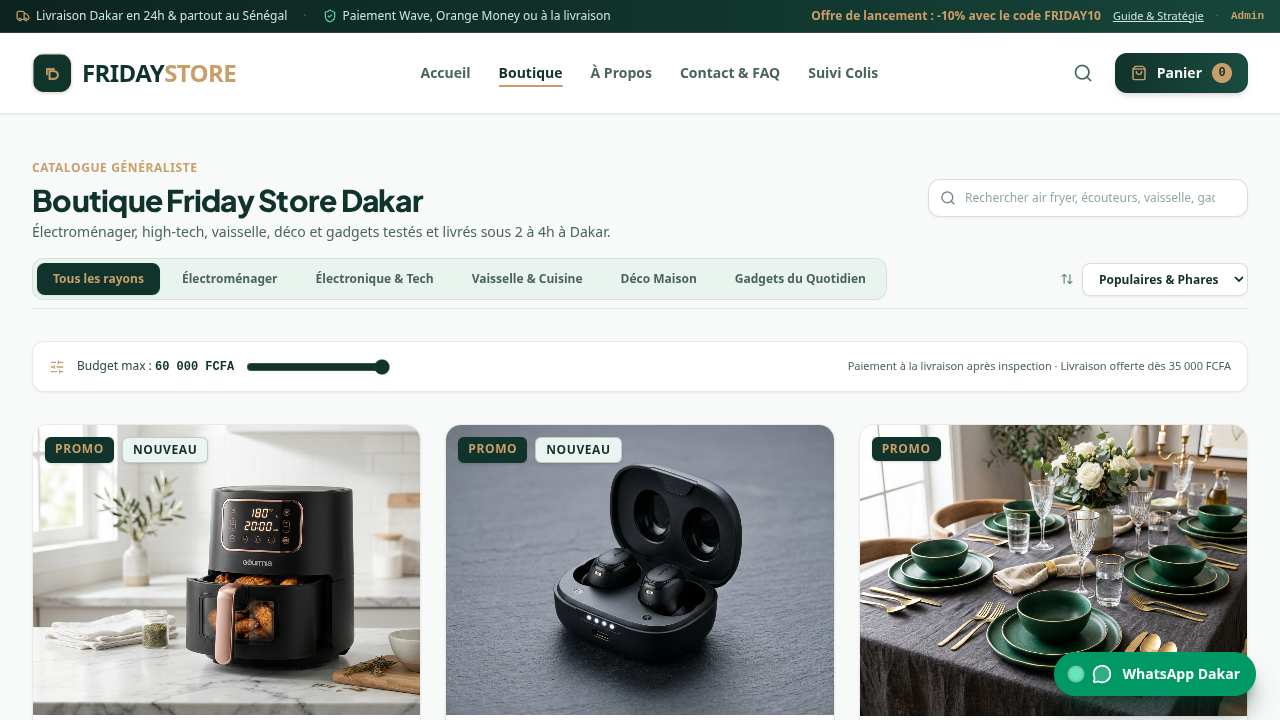 Livraison Dakar en 24h & partout au Sénégal · Paiement Wave, Orange Money ou à la livraison
Offre de lancement : -10% avec le code FRIDAY10 Guide & Stratégie · Admin
FRIDAYSTORE
Accueil Boutique À Propos Contact & FAQ Suivi Colis
Panier 0
CATALOGUE GÉNÉRALISTE
Boutique Friday Store Dakar
Électroménager, high-tech, vaisselle, déco et gadgets testés et livrés sous 2 à 4h à Dakar.
Rechercher air fryer, écouteurs, vaisselle, gac
Tous les rayons Électroménager Électronique & Tech Vaisselle & Cuisine Déco Maison Gadgets du Quotidien
Populaires & Phares
Budget max : 60 000 FCFA
Paiement à la livraison après inspection · Livraison offerte dès 35 000 FCFA
PROMO NOUVEAU
180°
20:00
gourmia
PROMO NOUVEAU
PROMO
WhatsApp Dakar